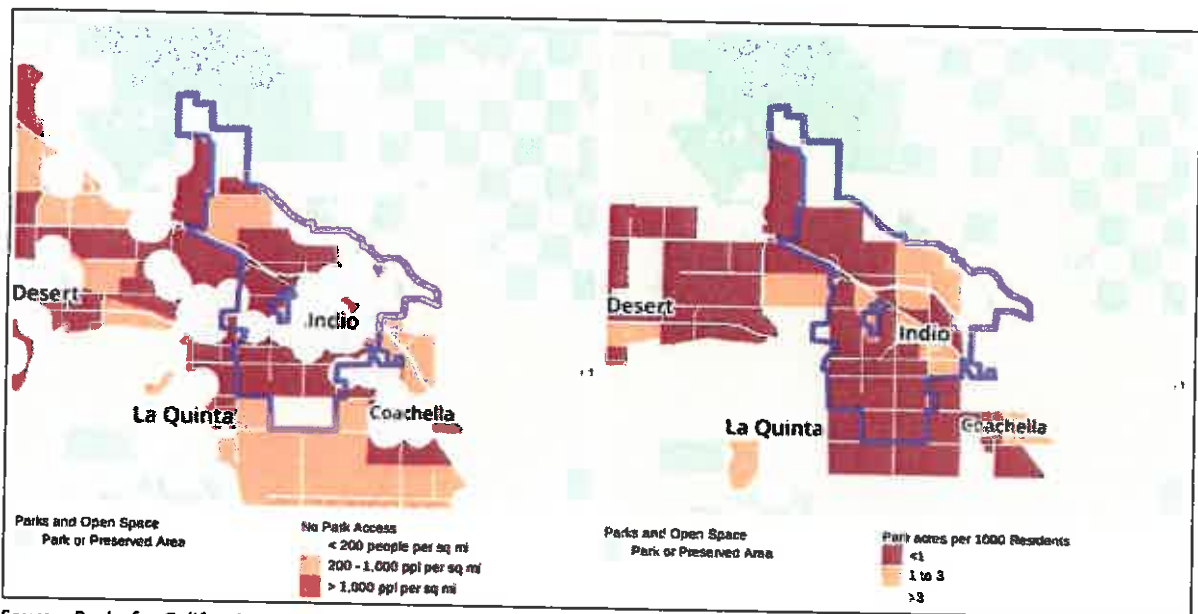 Desert
Indio
La Quinta
Coachella
Parks and Open Space
Park or Preserved Area
No Park Access
< 200 people per sq mi
200 - 1,000 ppl per sq mi
> 1,000 ppl per sq mi
Desert
Indio
La Quinta
Coachella
Parks and Open Space
Park or Preserved Area
Park acres per 1000 Residents
<1
1 to 3
>3